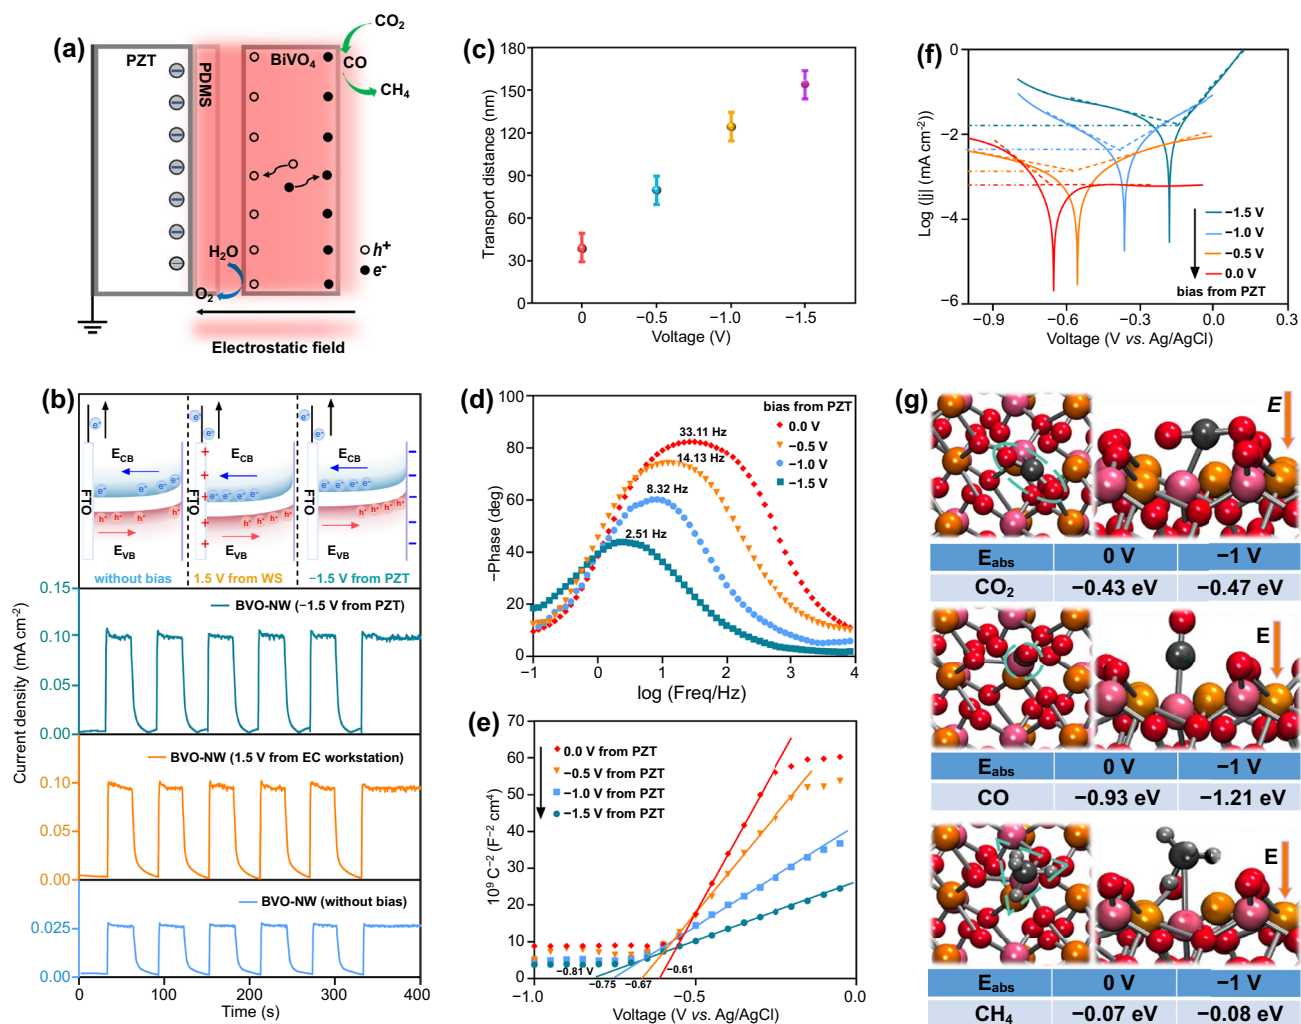 (a)
PZT
PDMS
BiVO4
CO2
CO
CH4
H2O
O2
h+
e-
Electrostatic field
(c)
180
150
120
90
60
30
0
Transport distance (nm)
0
−0.5
−1.0
−1.5
Voltage (V)
(f)
0
−2
−4
−6
Log (|j| (mA cm−2))
−1.5 V
−1.0 V
−0.5 V
0.0 V
bias from PZT
−0.9
−0.6
−0.3
0.0
0.3
Voltage (V vs. Ag/AgCl)
(b)
e- e- e-
ECB ECB ECB
FTO FTO FTO
EVB EVB EVB
without bias 1.5 V from WS −1.5 V from PZT
0.15
BVO-NW (−1.5 V from PZT)
0.10
0.05
0.00
BVO-NW (1.5 V from EC workstation)
0.10
0.05
0.00
BVO-NW (without bias)
0.025
0.00
Current density (mA cm−2)
0 100 200 300 400
Time (s)
(d)
100
80
60
40
20
0
−Phase (deg)
bias from PZT
0.0 V
−0.5 V
−1.0 V
−1.5 V
33.11 Hz
14.13 Hz
8.32 Hz
2.51 Hz
−1 0 1 2 3 4
log (Freq/Hz)
(e)
70
60
50
40
30
20
10
0
10⁹ C−2 (F−2 cm4)
0.0 V from PZT
−0.5 V from PZT
−1.0 V from PZT
−1.5 V from PZT
−0.81 V
−0.75
−0.67
−0.61
−1.0 −0.5 0.0
Voltage (V vs. Ag/AgCl)
(g)
E
Eabs 0 V −1 V
CO2 −0.43 eV −0.47 eV
E
Eabs 0 V −1 V
CO −0.93 eV −1.21 eV
E
Eabs 0 V −1 V
CH4 −0.07 eV −0.08 eV